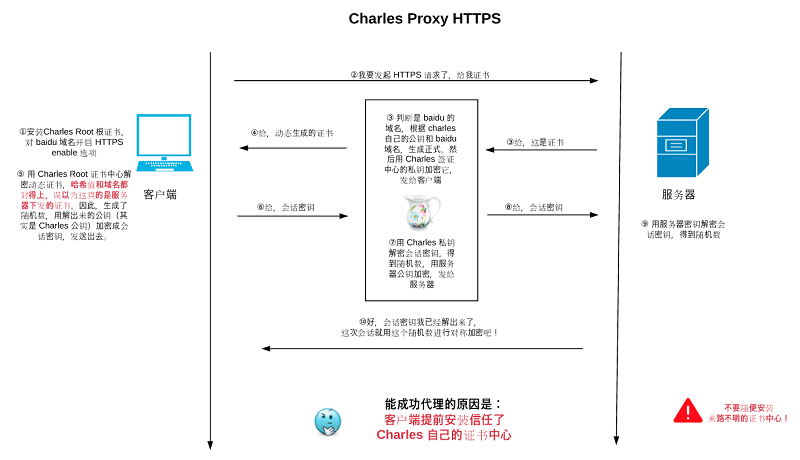 Charles Proxy HTTPS
②我要发起 HTTPS 请求了，给我证书
①安装Charles Root 根证书，
对 baidu 域名开启 HTTPS
enable 选项
④给，动态生成的证书
③ 判断是 baidu 的
域名，根据 charles
自己的公钥和 baidu
域名，生成正式。然
后用 Charles 签证
中心的私钥加密它，
发给客户端
③给，这是证书
⑤ 用 Charles Root 证书中心解
密动态证书，哈希值和域名都
对得上，误以为这真的是服务
器下发的证书。因此，生成了
随机数，用解出来的公钥（其
实是 Charles 公钥）加密成会
话密钥，发送出去。
客户端
服务器
⑥给，会话密钥
⑧给，会话密钥
⑨ 用服务器密钥解密会
话密钥，得到随机数
⑦用 Charles 私钥
解密会话密钥，得
到随机数，用服务
器公钥加密，发给
服务器
⑩好，会话密钥我已经解出来了，
这次会话就用这个随机数进行对称加密吧！
能成功代理的原因是：
客户端提前安装信任了
Charles 自己的证书中心
不要随便安装
来路不明的证书中心！